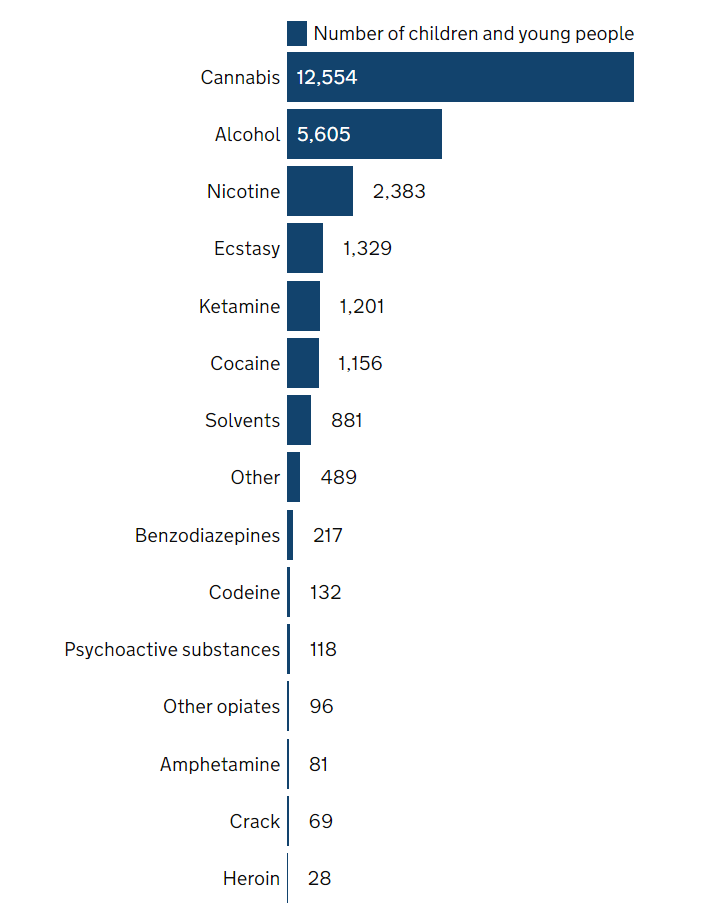 Number of children and young people
Cannabis 12,554
Alcohol 5,605
Nicotine 2,383
Ecstasy 1,329
Ketamine 1,201
Cocaine 1,156
Solvents 881
Other 489
Benzodiazepines 217
Codeine 132
Psychoactive substances 118
Other opiates 96
Amphetamine 81
Crack 69
Heroin 28